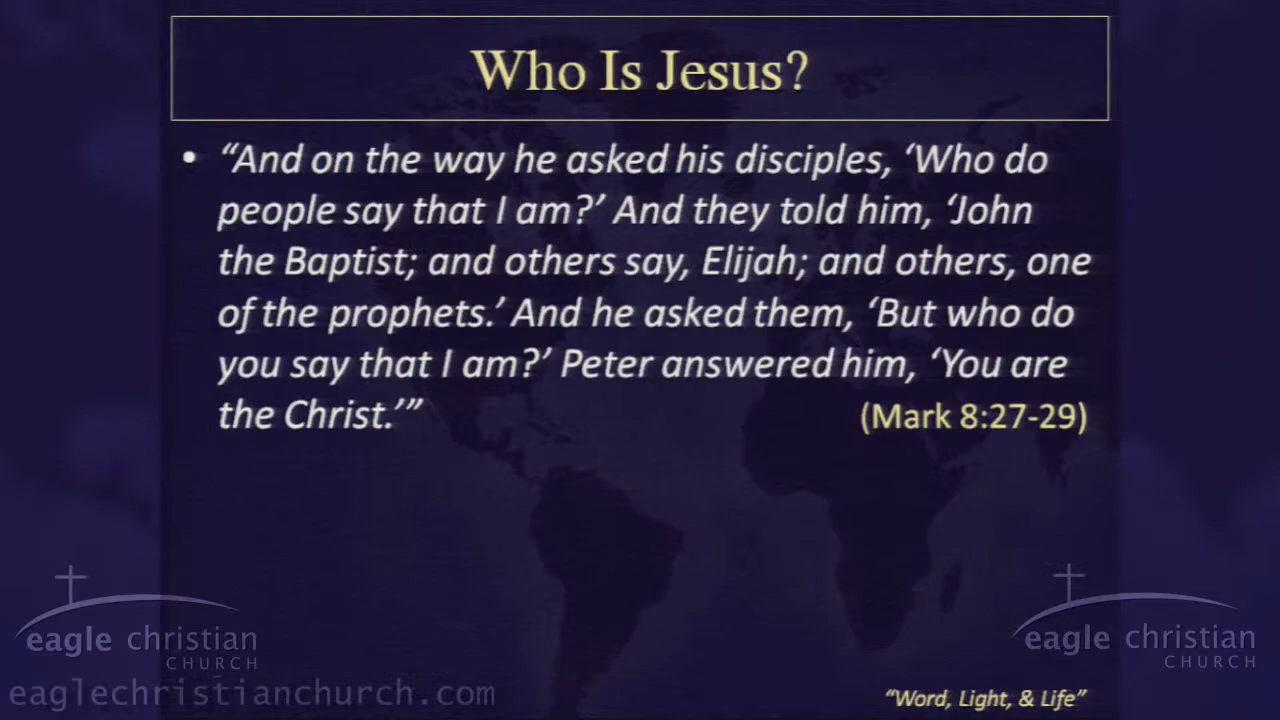 Who Is Jesus?
• “And on the way he asked his disciples, ‘Who do
people say that I am?’ And they told him, ‘John
the Baptist; and others say, Elijah; and others, one
of the prophets.’ And he asked them, ‘But who do
you say that I am?’ Peter answered him, ‘You are
the Christ.’” (Mark 8:27-29)
eagle christian
CHURCH
eaglechristianchurch.com
eagle christian
CHURCH
“Word, Light, & Life”